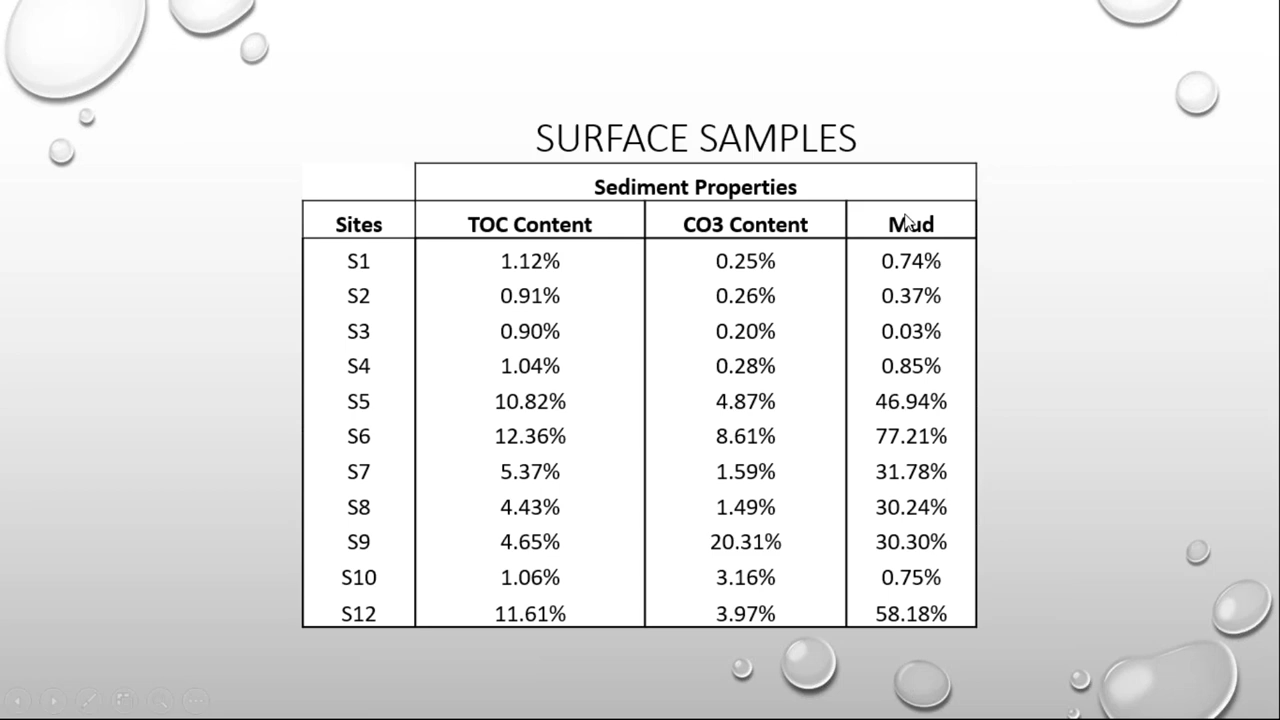 SURFACE SAMPLES
Sediment Properties
Sites TOC Content CO3 Content Mud
S1 1.12% 0.25% 0.74%
S2 0.91% 0.26% 0.37%
S3 0.90% 0.20% 0.03%
S4 1.04% 0.28% 0.85%
S5 10.82% 4.87% 46.94%
S6 12.36% 8.61% 77.21%
S7 5.37% 1.59% 31.78%
S8 4.43% 1.49% 30.24%
S9 4.65% 20.31% 30.30%
S10 1.06% 3.16% 0.75%
S12 11.61% 3.97% 58.18%